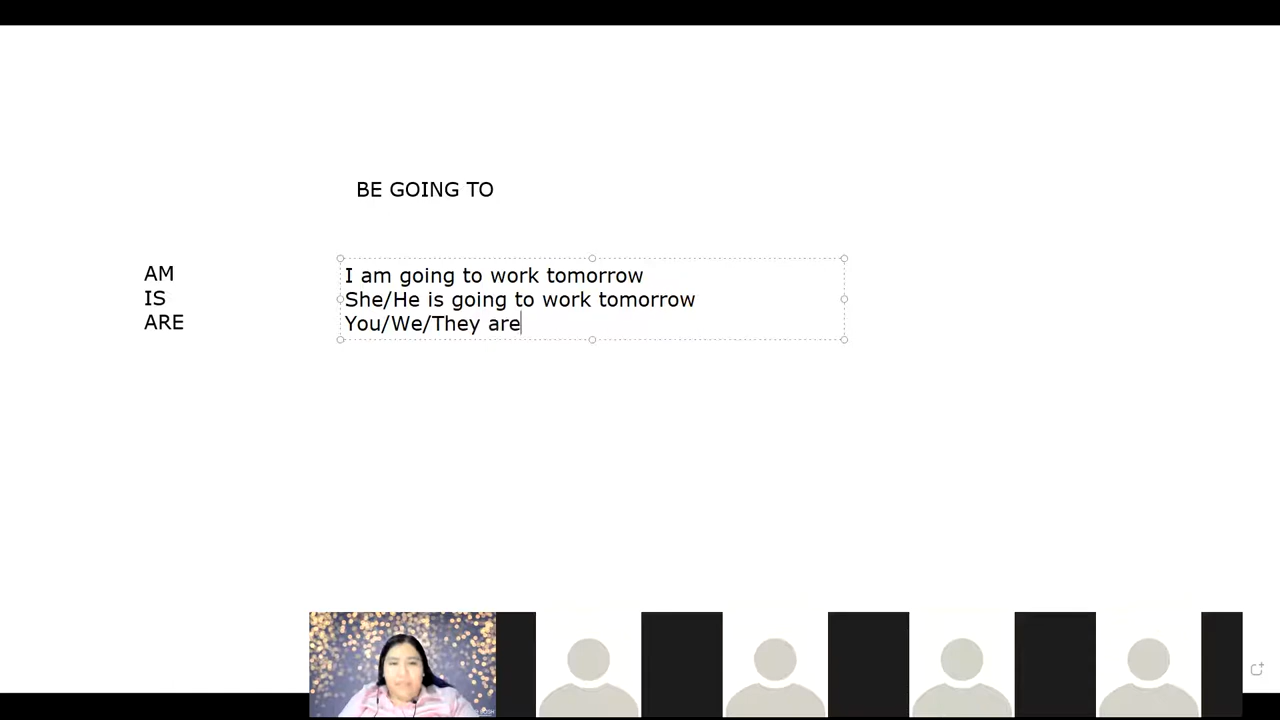 BE GOING TO
AM
IS
ARE
I am going to work tomorrow
She/He is going to work tomorrow
You/We/They are